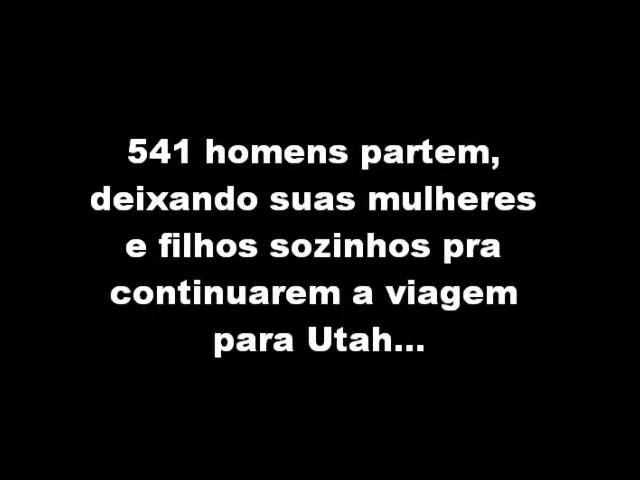 541 homens partem,
deixando suas mulheres
e filhos sozinhos pra
continuarem a viagem
para Utah...